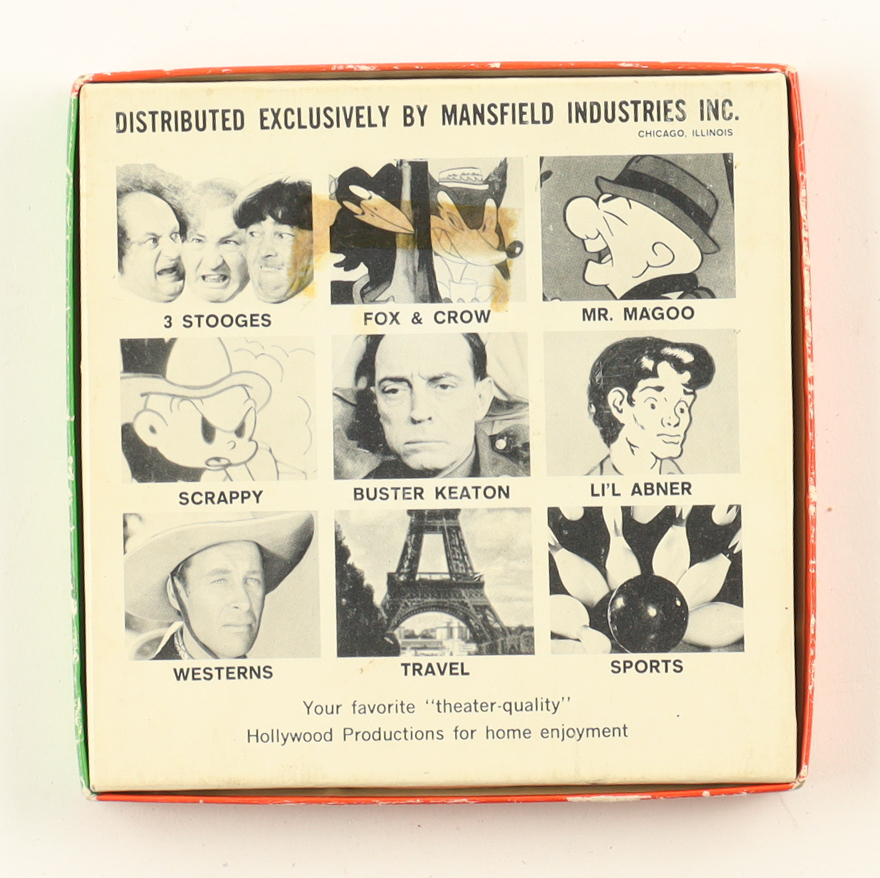 DISTRIBUTED EXCLUSIVELY BY MANSFIELD INDUSTRIES INC.
CHICAGO, ILLINOIS
3 STOOGES
FOX & CROW
MR. MAGOO
SCRAPPY
BUSTER KEATON
LI'L ABNER
WESTERNS
TRAVEL
SPORTS
Your favorite "theater-quality"
Hollywood Productions for home enjoyment